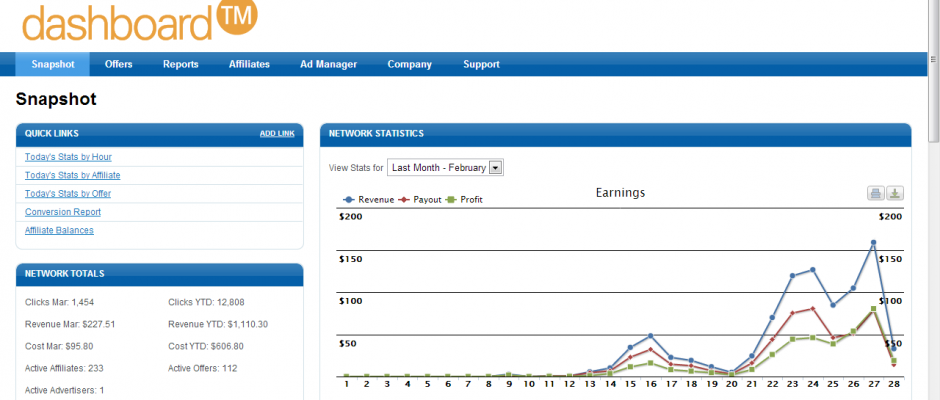 dashboard TM
Snapshot Offers Reports Affiliates Ad Manager Company Support
Snapshot
QUICK LINKS ADD LINK
Today's Stats by Hour
Today's Stats by Affiliate
Today's Stats by Offer
Conversion Report
Affiliate Balances
NETWORK TOTALS
Clicks Mar: 1,454 Clicks YTD: 12,808
Revenue Mar: $227.51 Revenue YTD: $1,110.30
Cost Mar: $95.80 Cost YTD: $606.80
Active Affiliates: 233 Active Offers: 112
Active Advertisers: 1
NETWORK STATISTICS
View Stats for Last Month - February
Earnings
Revenue Payout Profit
$200 $200
$150 $150
$100 $100
$50 $50
1 2 3 4 5 6 7 8 9 10 11 12 13 14 15 16 17 18 19 20 21 22 23 24 25 26 27 28